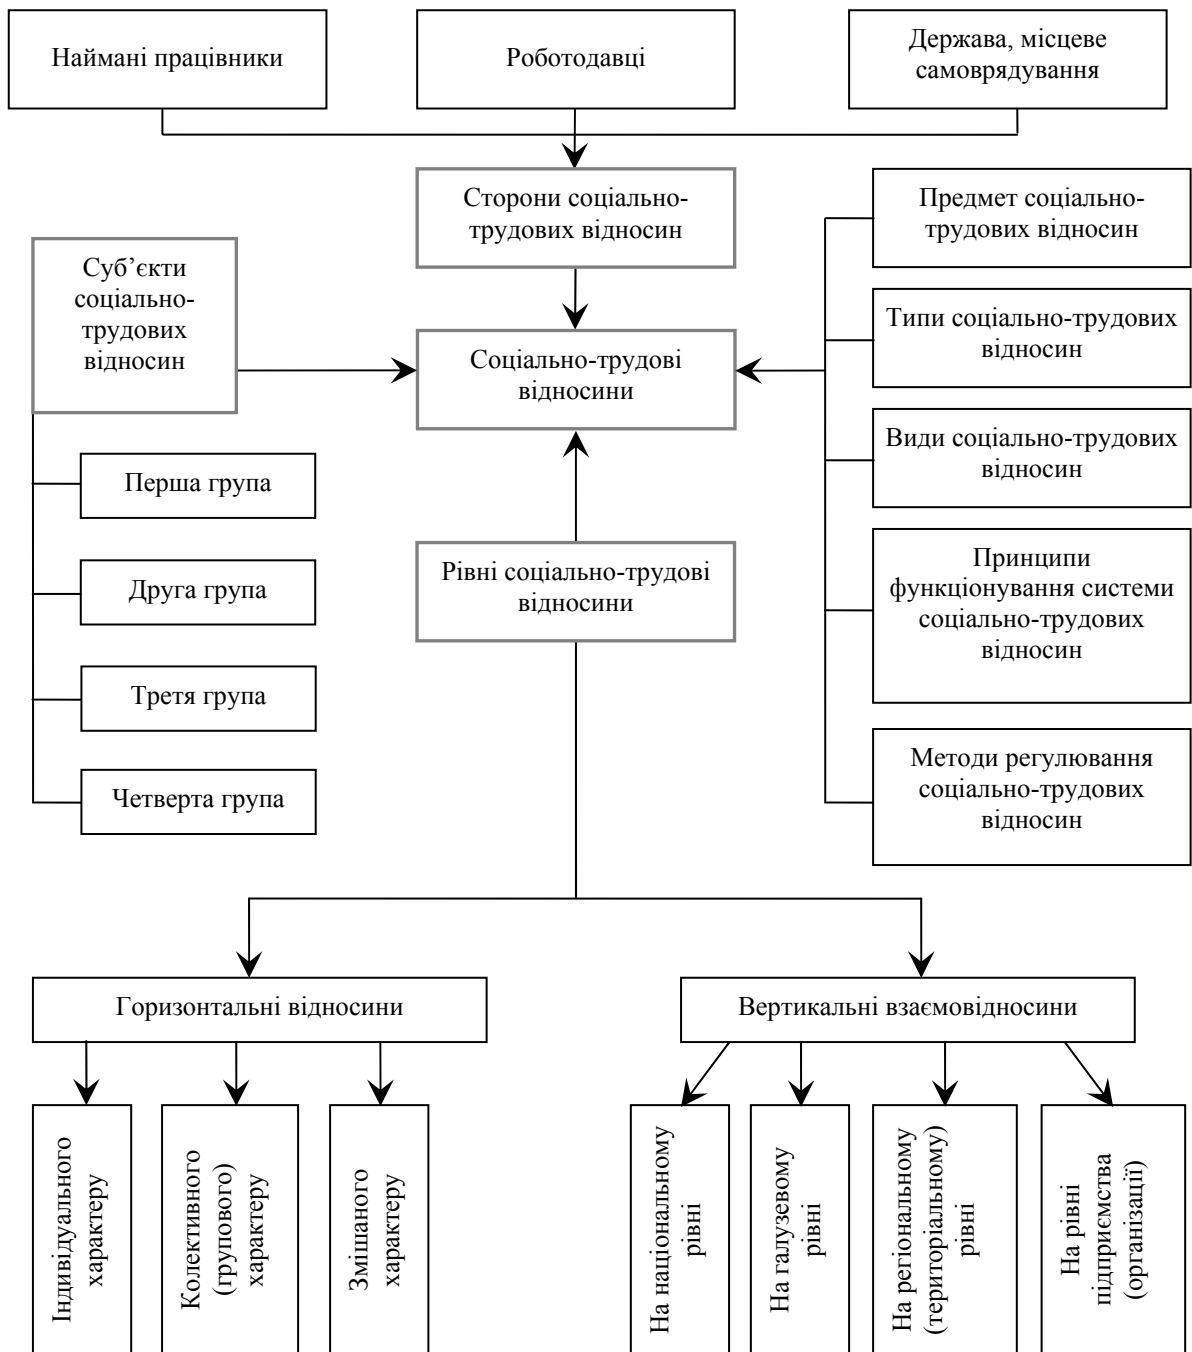 Наймані працівники
Роботодавці
Держава, місцеве
самоврядування
Сторони соціально-
трудових відносин
Предмет соціально-
трудових відносин
Суб’єкти
соціально-
трудових
відносин
Типи соціально-трудових
відносин
Соціально-трудові
відносини
Види соціально-трудових
відносин
Перша група
Рівні соціально-трудові
відносини
Принципи
функціонування системи
соціально-трудових
відносин
Друга група
Третя група
Методи регулювання
соціально-трудових
відносин
Четверта група
Горизонтальні відносини
Вертикальні взаємовідносини
Індивідуального
характеру
Колективного
(групового)
характеру
Змішаного
характеру
На національному
рівні
На галузевому
рівні
На регіональному
(територіальному)
рівні
На рівні
підприємства
(організації)